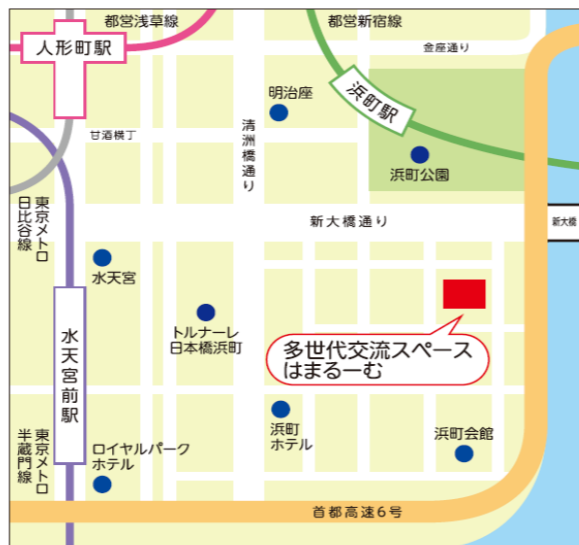 都営浅草線
都営新宿線
人形町駅
金座通り
明治座
浜町駅
清洲橋通り
甘酒横丁
浜町公園
東京メトロ
日比谷線
新大橋通り
新大橋
水天宮
水天宮前駅
トルナーレ
日本橋浜町
多世代交流スペース
はまるーむ
浜町
ホテル
浜町会館
東京メトロ
半蔵門線
ロイヤルパーク
ホテル
首都高速6号